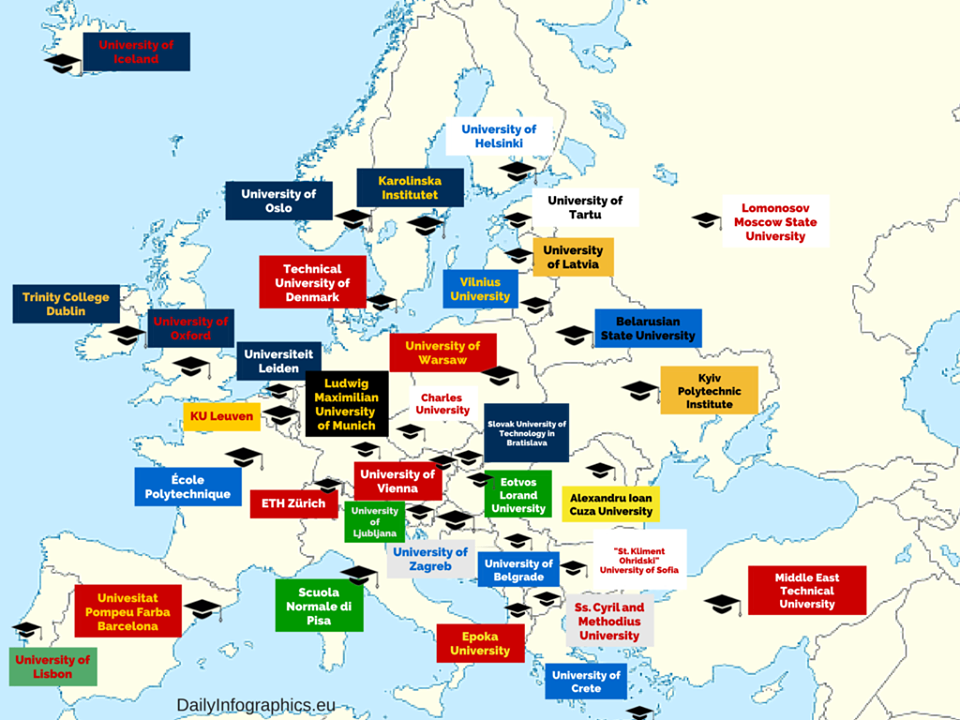 University of
Iceland
University of
Helsinki
Karolinska
Institutet
University of
Oslo
University of
Tartu
Lomonosov
Moscow State
University
University
of Latvia
Technical
University of
Denmark
Vilnius
University
Trinity College
Dublin
University of
Oxford
Belarusian
State University
Universiteit
Leiden
University of
Warsaw
Kyiv
Polytechnic
Institute
Ludwig
Maximilian
University
of Munich
Charles
University
KU Leuven
Slovak University of
Technology in
Bratislava
École
Polytechnique
University of
Vienna
ETH Zürich
Eotvos
Lorand
University
Alexandru Ioan
Cuza University
University
of
Ljubljana
University of
Zagreb
University of
Belgrade
"St. Kliment
Ohridski"
University of Sofia
Middle East
Technical
University
Univesitat
Pompeu Farba
Barcelona
Scuola
Normale di
Pisa
Ss. Cyril and
Methodius
University
Epoka
University
University of
Lisbon
University of
Crete
DailyInfographics.eu